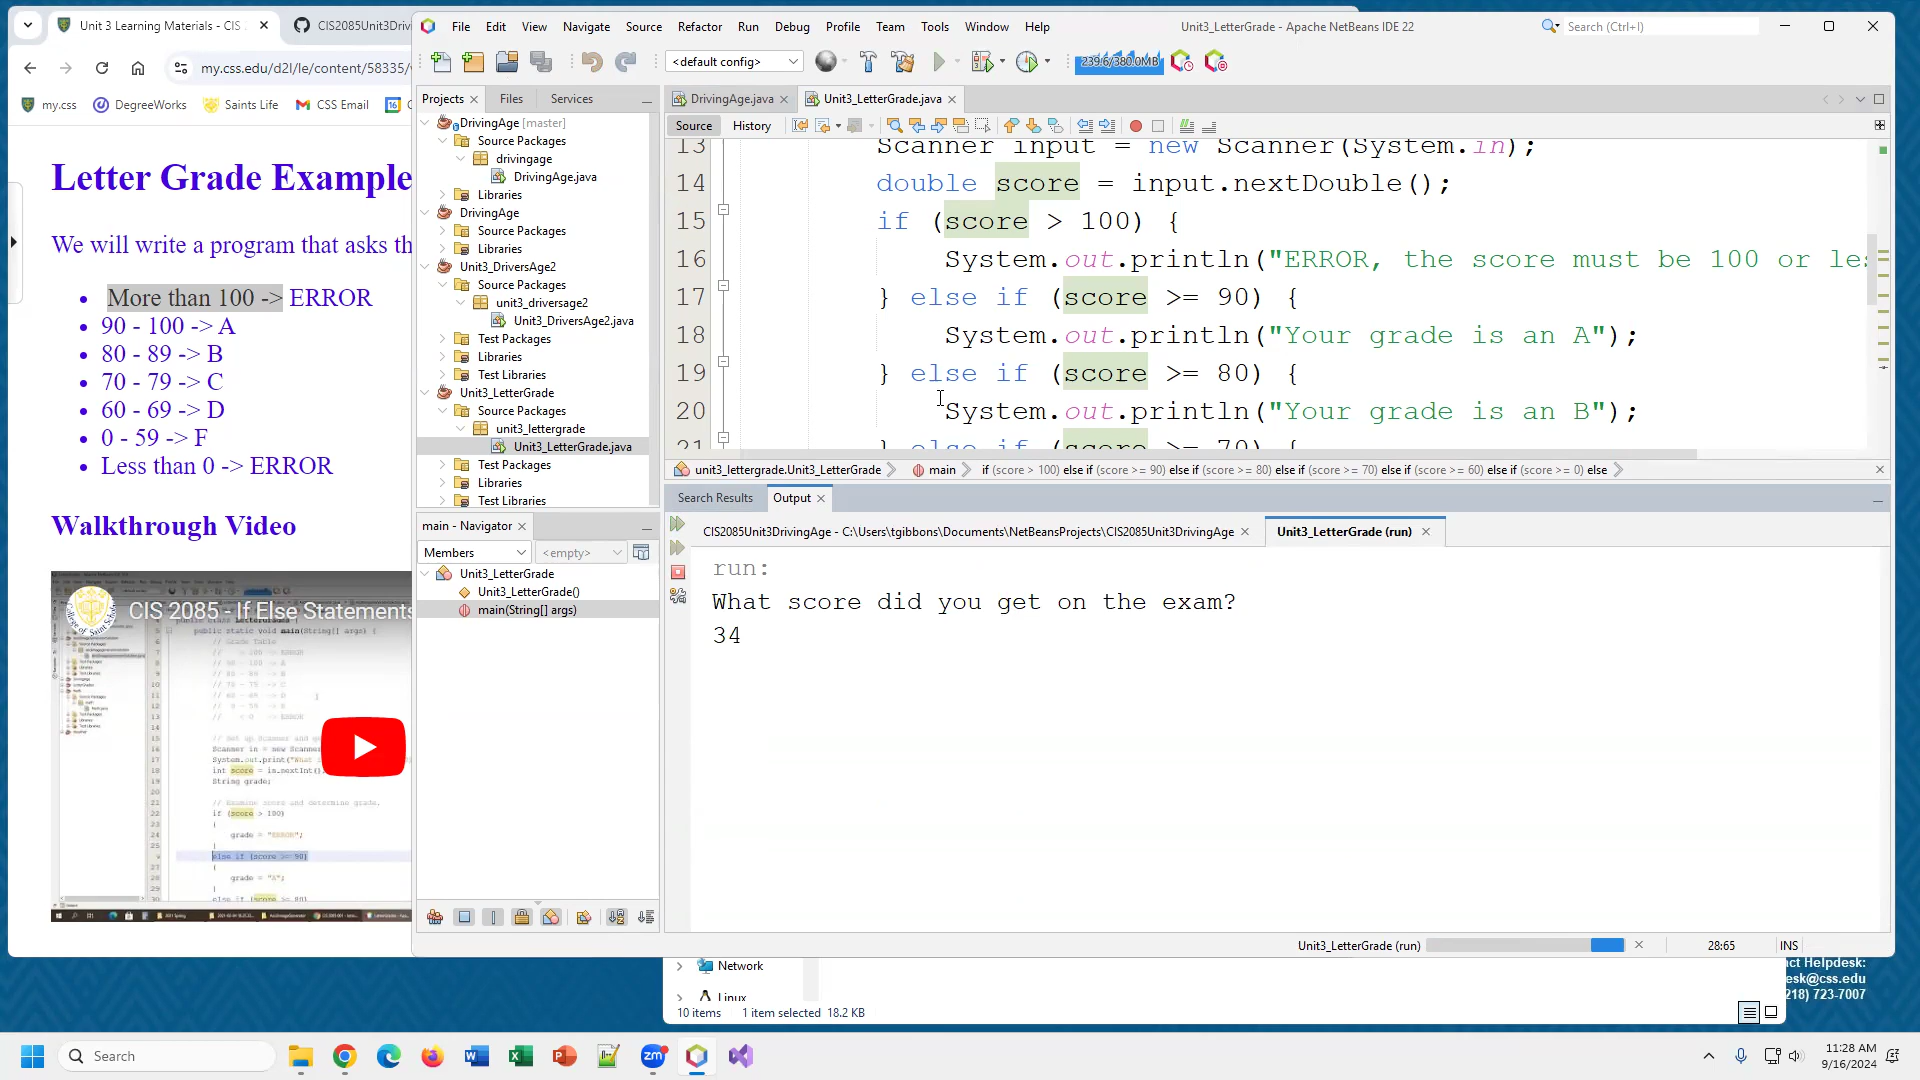 Unit 3 Learning Materials - CIS
CIS2085Unit3Drivi
my.css.edu/d2l/le/content/58335/
my.css
DegreeWorks
Saints Life
CSS Email
Letter Grade Example
We will write a program that asks th
More than 100 -> ERROR
90 - 100 -> A
80 - 89 -> B
70 - 79 -> C
60 - 69 -> D
0 - 59 -> F
Less than 0 -> ERROR
Walkthrough Video
CIS 2085 - If Else Statements
File Edit View Navigate Source Refactor Run Debug Profile Team Tools Window Help
Unit3_LetterGrade - Apache NetBeans IDE 22
Search (Ctrl+I)
<default config>
239.6/380.0MB
Projects
Files
Services
DrivingAge [master]
Source Packages
drivingage
DrivingAge.java
Libraries
DrivingAge
Source Packages
Libraries
Unit3_DriversAge2
Source Packages
unit3_driversage2
Unit3_DriversAge2.java
Test Packages
Libraries
Test Libraries
Unit3_LetterGrade
Source Packages
unit3_lettergrade
Unit3_LetterGrade.java
Test Packages
Libraries
Test Libraries
main - Navigator
Members
<empty>
Unit3_LetterGrade
Unit3_LetterGrade()
main(String[] args)
DrivingAge.java
Unit3_LetterGrade.java
Source
History
13 Scanner input = new Scanner(System.in);
14 double score = input.nextDouble();
15 if (score > 100) {
16 System.out.println("ERROR, the score must be 100 or les
17 } else if (score >= 90) {
18 System.out.println("Your grade is an A");
19 } else if (score >= 80) {
20 System.out.println("Your grade is an B");
21 } else if (score >= 70) {
unit3_lettergrade.Unit3_LetterGrade main if (score > 100) else if (score >= 90) else if (score >= 80) else if (score >= 70) else if (score >= 60) else if (score >= 0) else
Search Results
Output
CIS2085Unit3DrivingAge - C:\Users\tgibbons\Documents\NetBeansProjects\CIS2085Unit3DrivingAge
Unit3_LetterGrade (run)
run:
What score did you get on the exam?
34
Unit3_LetterGrade (run)
28:65
INS
Network
Linux
10 items 1 item selected 18.2 KB
act Helpdesk:
esk@css.edu
218) 723-7007
Search
11:28 AM
9/16/2024